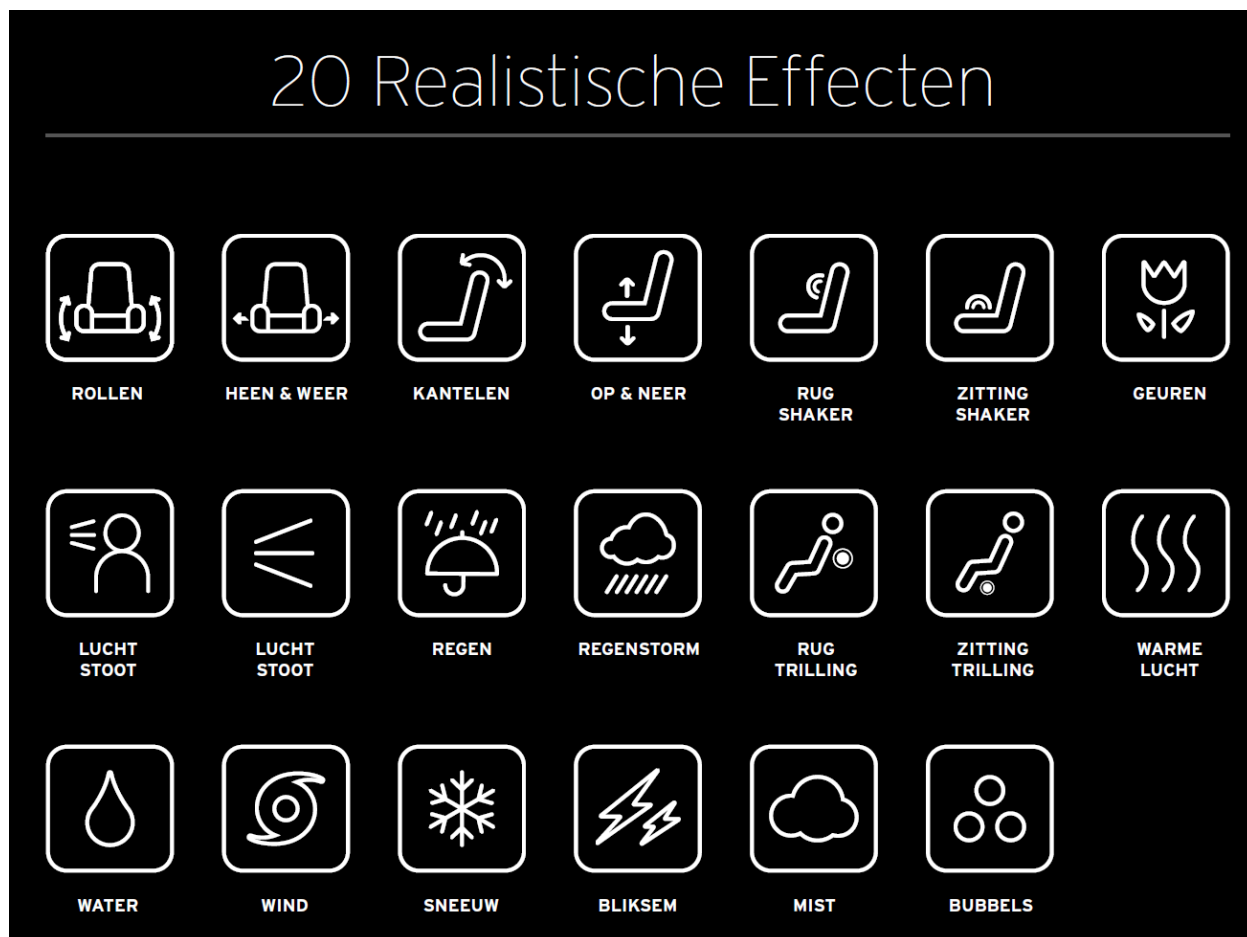 20 Realistische Effecten
ROLLEN
HEEN & WEER
KANTELEN
OP & NEER
RUG
SHAKER
ZITTING
SHAKER
GEUREN
LUCHT
STOOT
LUCHT
STOOT
REGEN
REGENSTORM
RUG
TRILLING
ZITTING
TRILLING
WARME
LUCHT
WATER
WIND
SNEEUW
BLIKSEM
MIST
BUBBELS